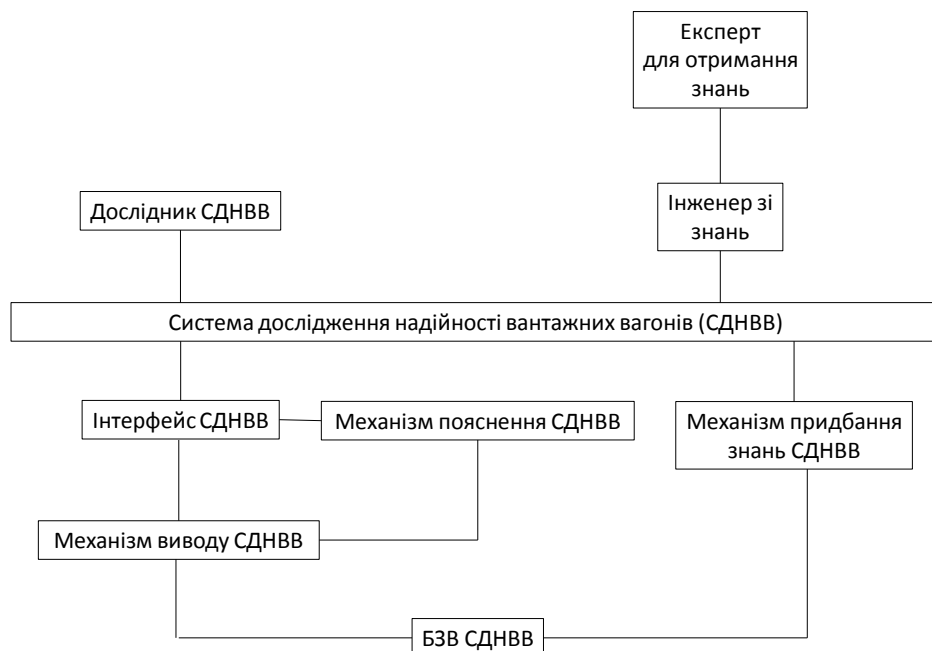 Експерт
для отримання
знань
Дослідник СДНВВ
Інженер зі
знань
Система дослідження надійності вантажних вагонів (СДНВВ)
Інтерфейс СДНВВ
Механізм пояснення СДНВВ
Механізм придбання
знань СДНВВ
Механізм виводу СДНВВ
БЗВ СДНВВ